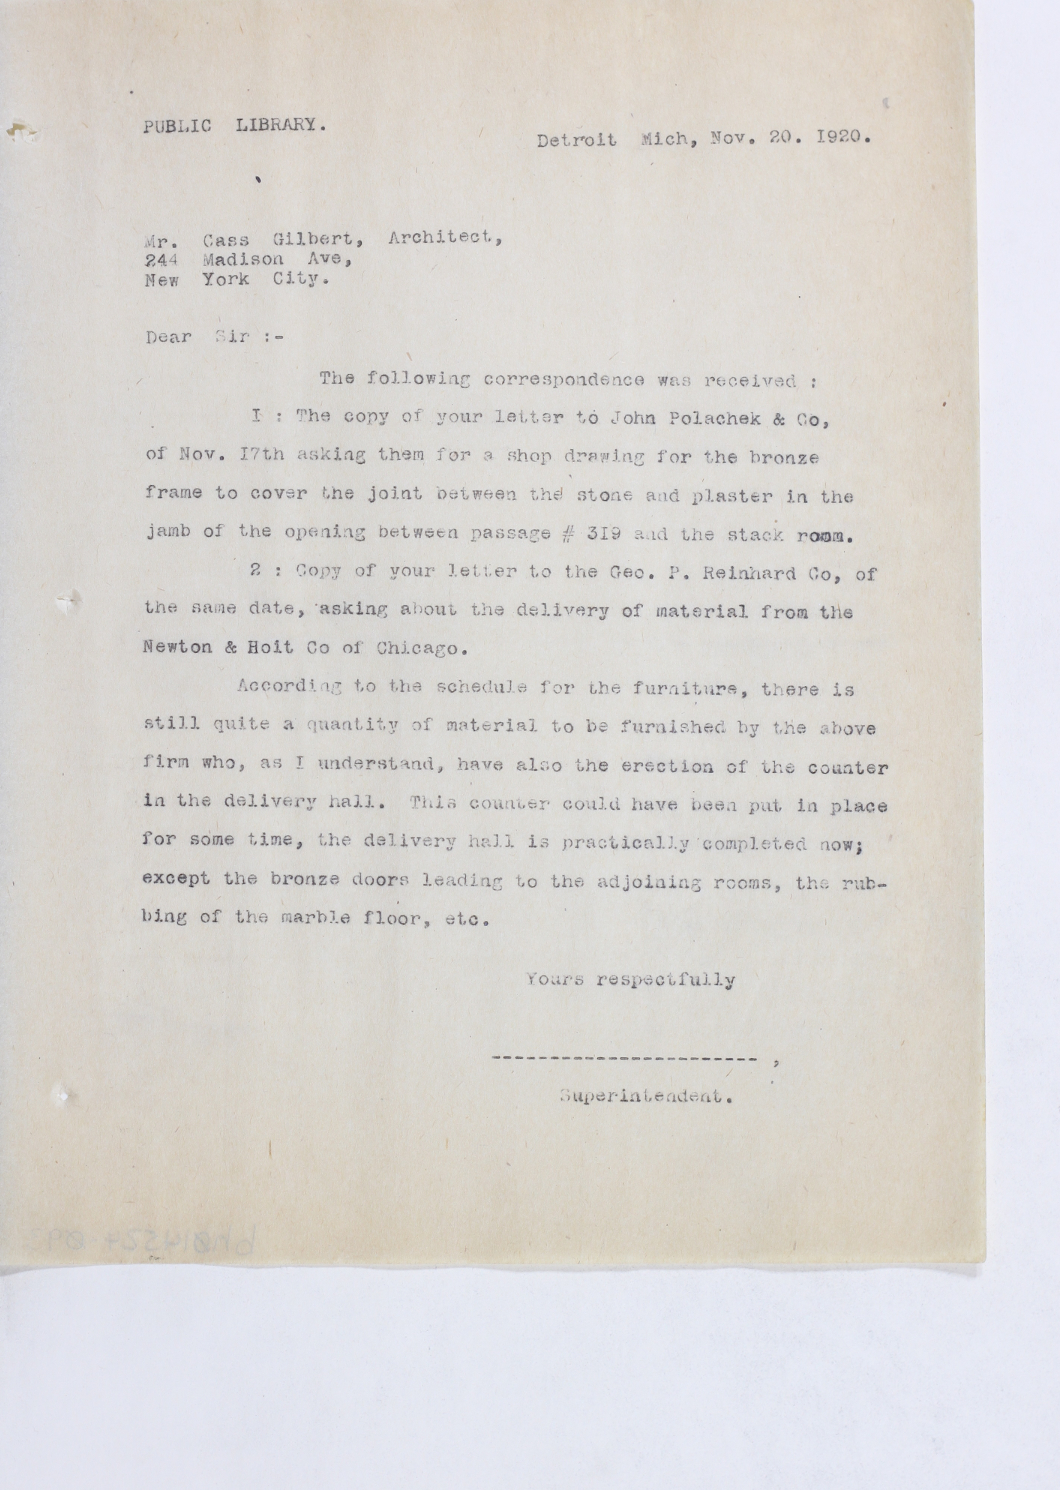 PUBLIC LIBRARY.
Detroit Mich, Nov. 20. I920.
Mr. Cass Gilbert, Architect,
244 Madison Ave,
New York City.
Dear Sir :-
The following correspondence was received :
I : The copy of your letter to John Polachek & Co,
of Nov. I7th asking them for a shop drawing for the bronze
frame to cover the joint between the stone and plaster in the
jamb of the opening between passage # 3I9 and the stack room.
2 : Copy of your letter to the Geo. P. Reinhard Co, of
the same date, asking about the delivery of material from the
Newton & Hoit Co of Chicago.
According to the schedule for the furniture, there is
still quite a quantity of material to be furnished by the above
firm who, as I understand, have also the erection of the counter
in the delivery hall. This counter could have been put in place
for some time, the delivery hall is practically completed now;
except the bronze doors leading to the adjoining rooms, the rub-
bing of the marble floor, etc.
Yours respectfully
----------------------- ,
Superintendent.